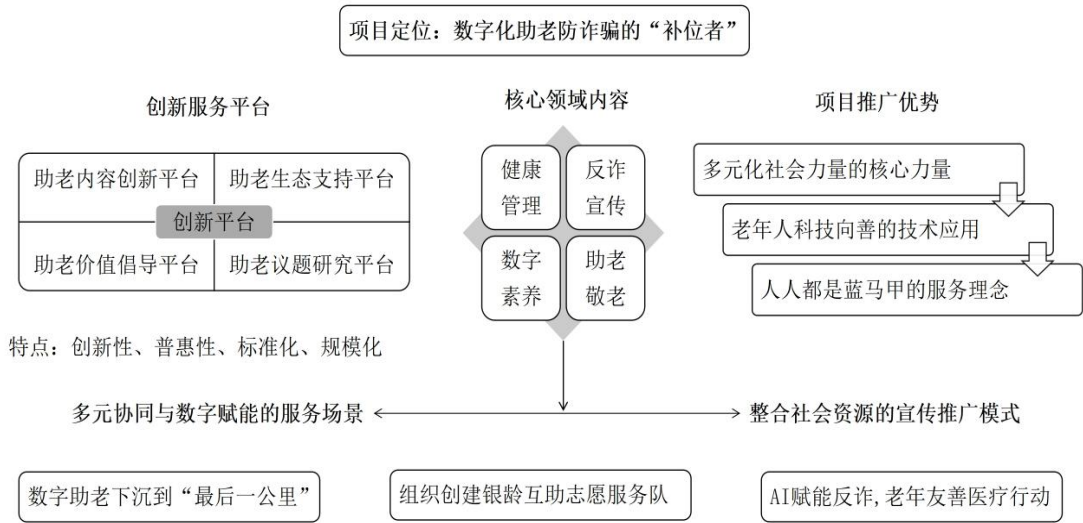 项目定位：数字化助老防诈骗的“补位者”
创新服务平台
核心领域内容
项目推广优势
助老内容创新平台
助老生态支持平台
创新平台
助老价值倡导平台
助老议题研究平台
健康
管理
反诈
宣传
数字
素养
助老
敬老
多元化社会力量的核心力量
老年人科技向善的技术应用
人人都是蓝马甲的服务理念
特点：创新性、普惠性、标准化、规模化
多元协同与数字赋能的服务场景
整合社会资源的宣传推广模式
数字助老下沉到“最后一公里”
组织创建银龄互助志愿服务队
AI赋能反诈,老年友善医疗行动